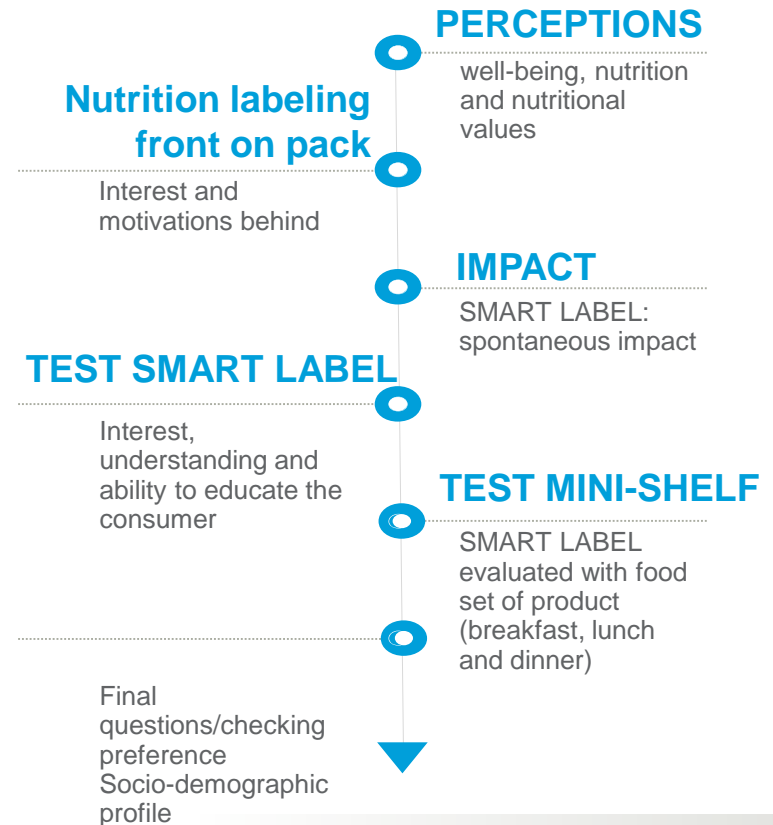 PERCEPTIONS
well-being, nutrition
and nutritional
values
Nutrition labeling
front on pack
Interest and
motivations behind
IMPACT
SMART LABEL:
spontaneous impact
TEST SMART LABEL
Interest,
understanding and
ability to educate the
consumer
TEST MINI-SHELF
SMART LABEL
evaluated with food
set of product
(breakfast, lunch
and dinner)
Final
questions/checking
preference
Socio-demographic
profile